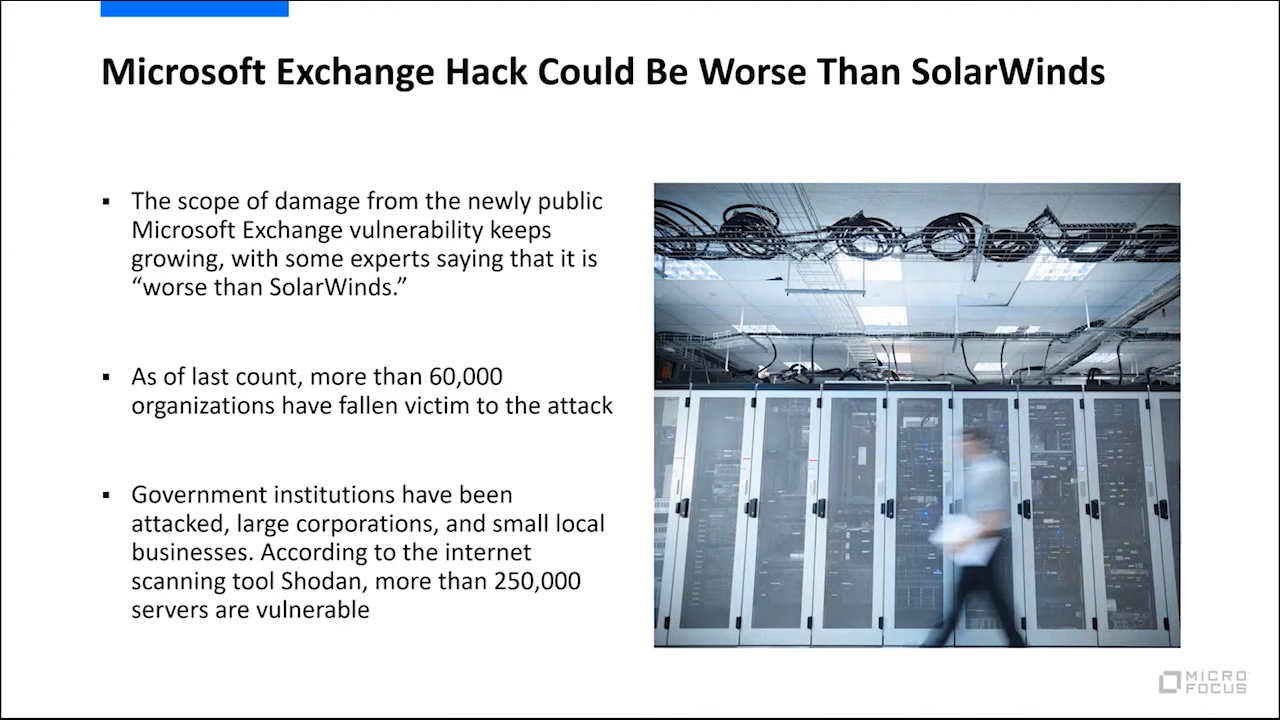 Microsoft Exchange Hack Could Be Worse Than SolarWinds
▪ The scope of damage from the newly public
Microsoft Exchange vulnerability keeps
growing, with some experts saying that it is
“worse than SolarWinds.”
▪ As of last count, more than 60,000
organizations have fallen victim to the attack
▪ Government institutions have been
attacked, large corporations, and small local
businesses. According to the internet
scanning tool Shodan, more than 250,000
servers are vulnerable
MICRO
FOCUS